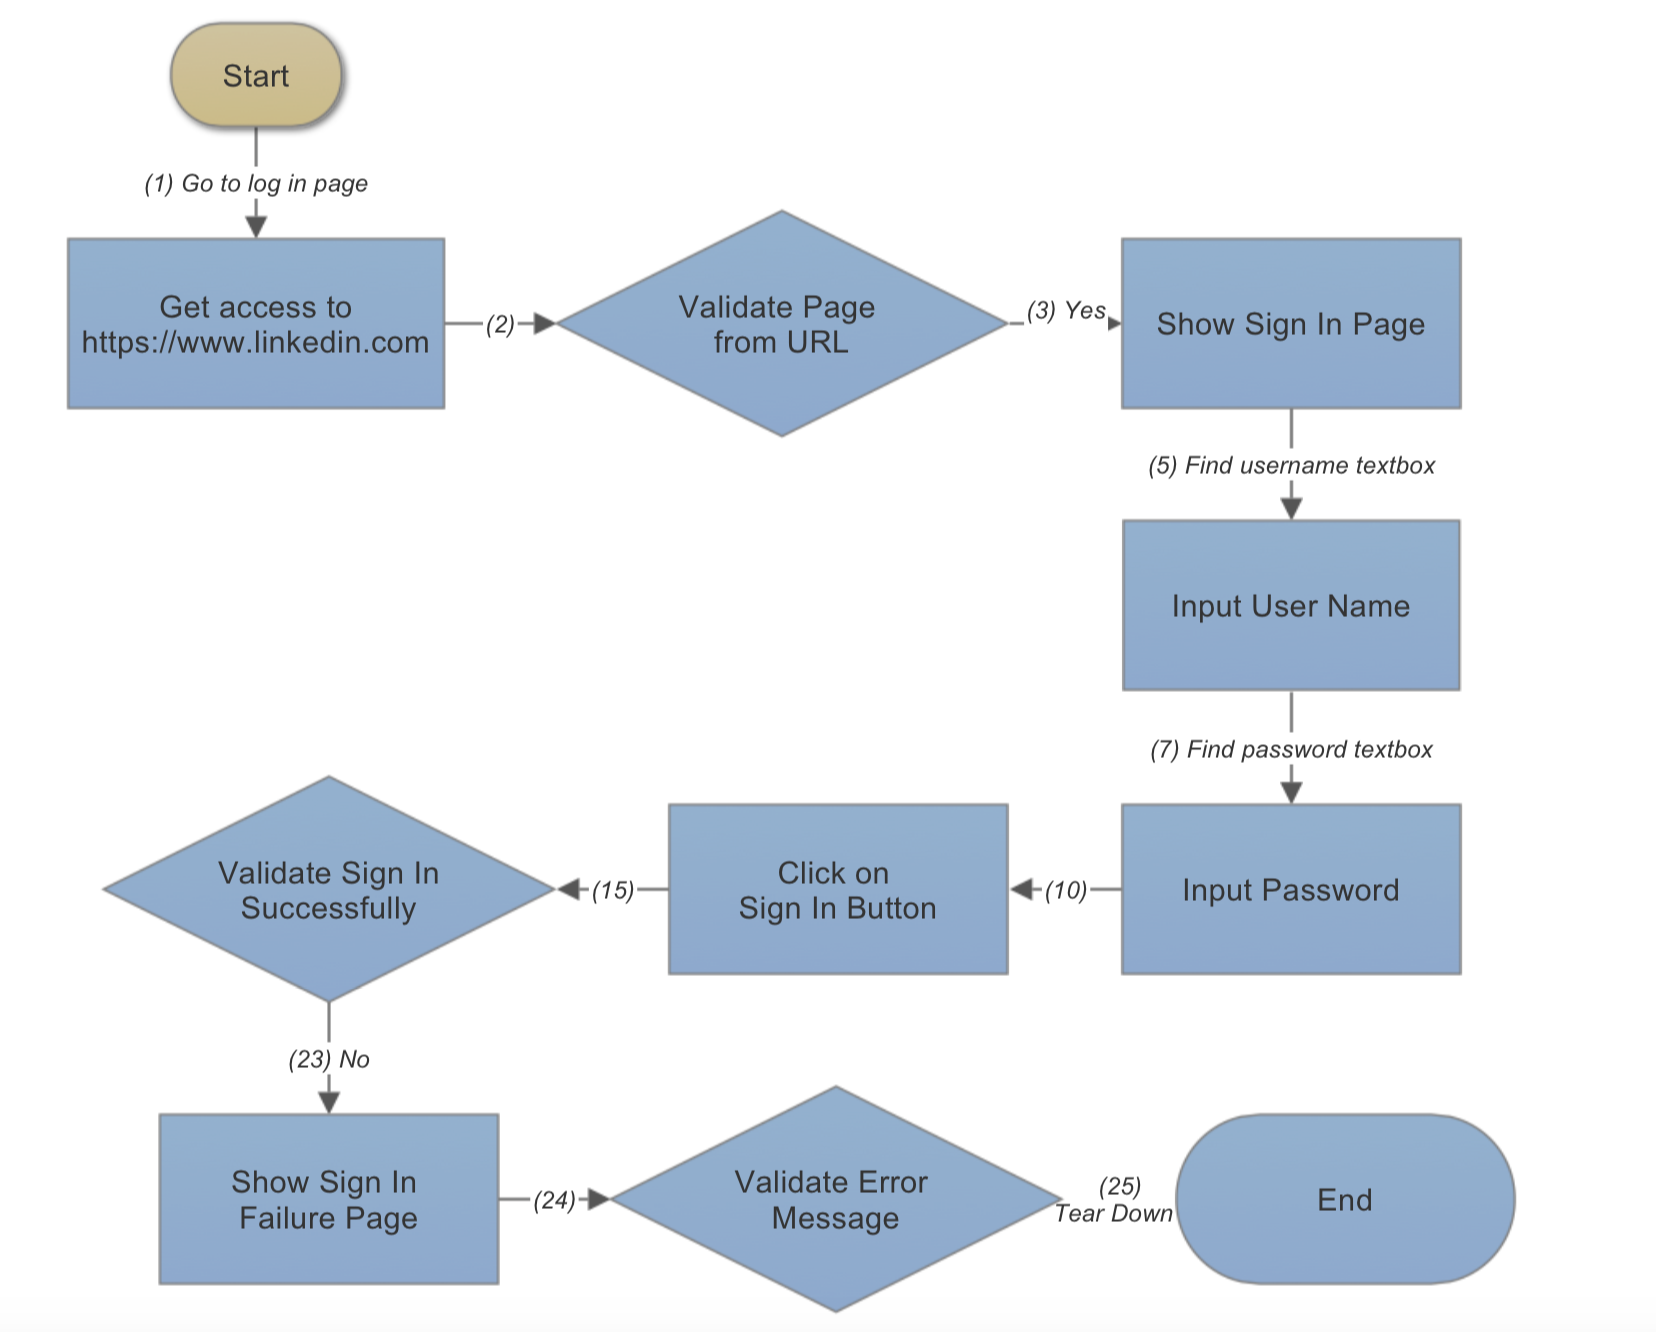 Start
(1) Go to log in page
Get access to
https://www.linkedin.com
(2)
Validate Page
from URL
(3) Yes
Show Sign In Page
(5) Find username textbox
Input User Name
(7) Find password textbox
Input Password
(10)
Click on
Sign In Button
(15)
Validate Sign In
Successfully
(23) No
Show Sign In
Failure Page
(24)
Validate Error
Message
(25)
Tear Down
End